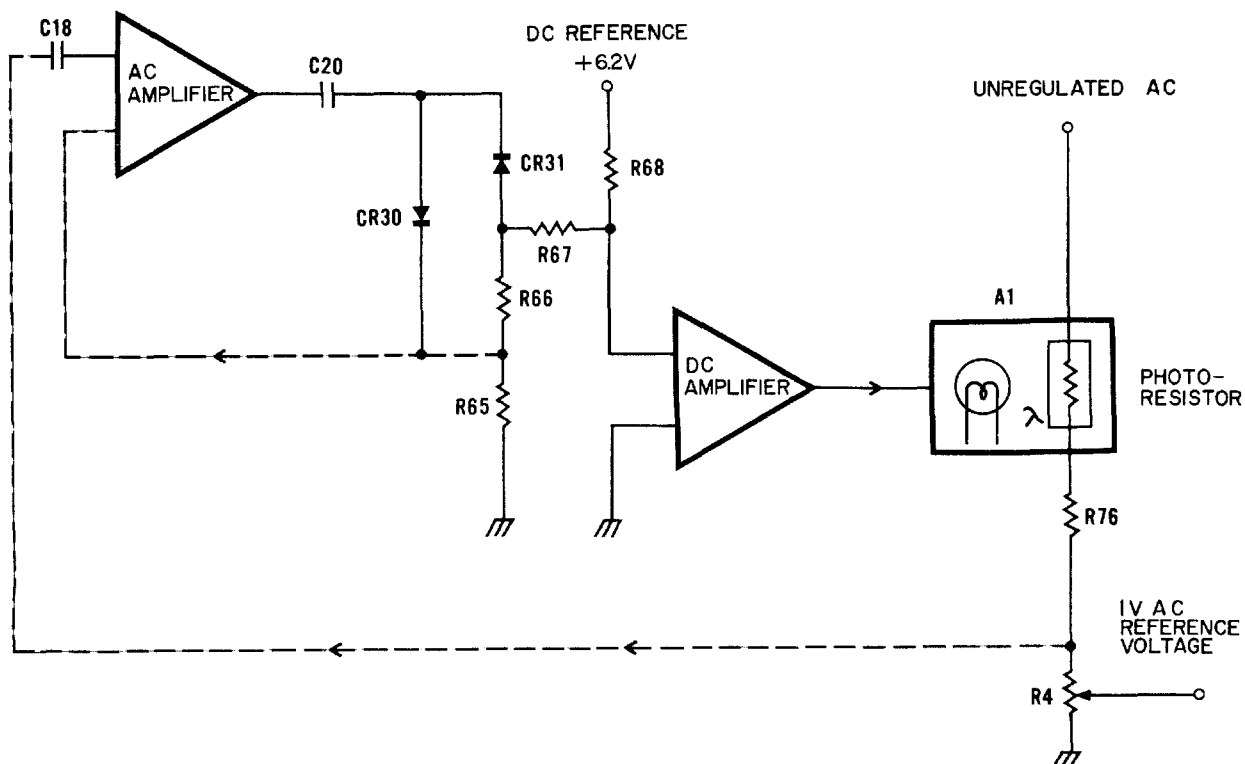 C18
AC
AMPLIFIER
C20
DC REFERENCE
+6.2V
UNREGULATED AC
CR31
R68
CR30
R67
R66
A1
DC
AMPLIFIER
PHOTO-
RESISTOR
λ
R65
R76
1V AC
REFERENCE
VOLTAGE
R4